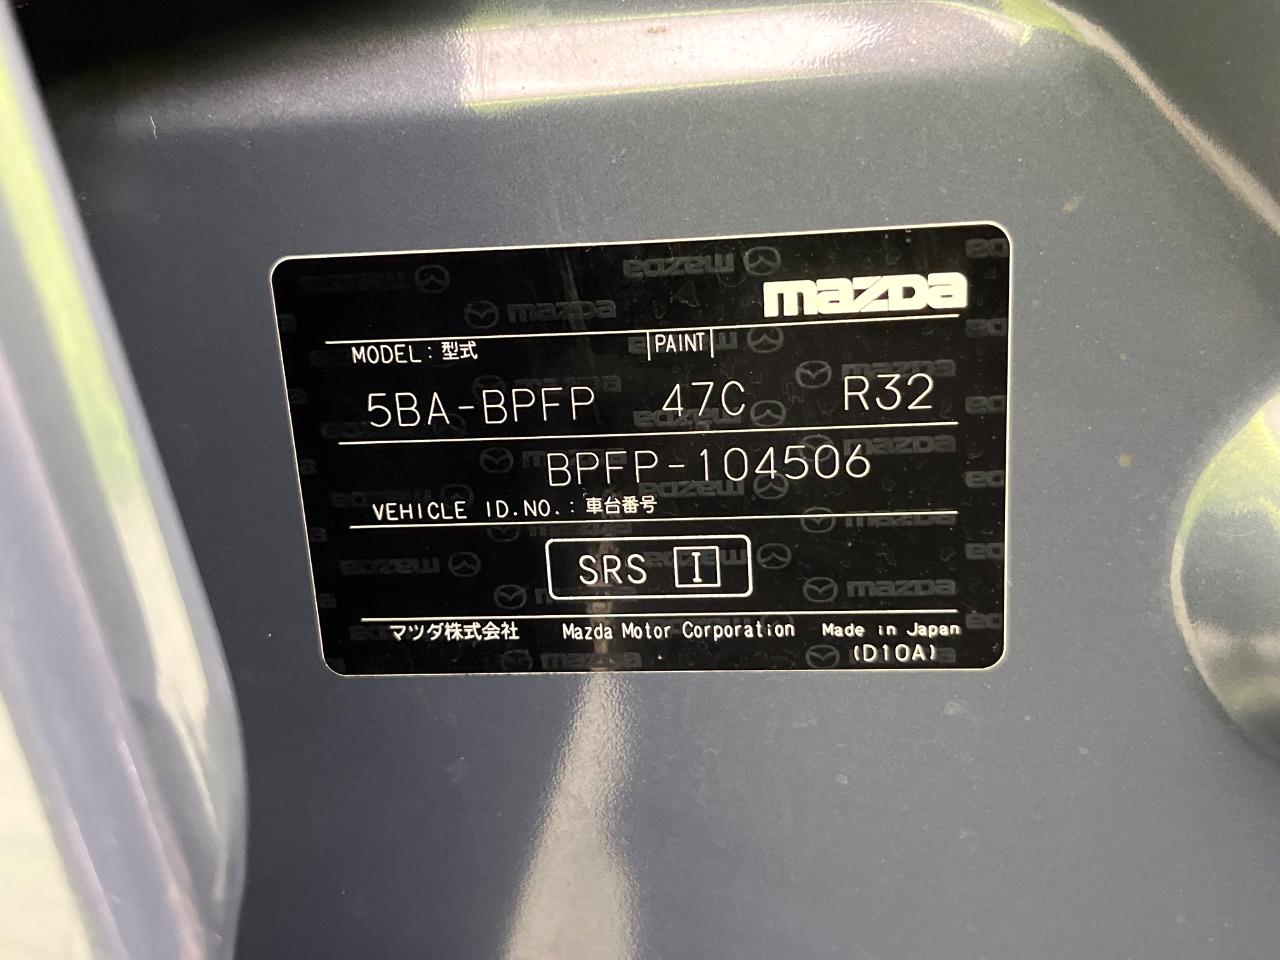 mazda
MODEL：型式 PAINT
5BA-BPFP 47C R32
BPFP-104506
VEHICLE ID.NO.：車台番号
SRS I
マツダ株式会社 Mazda Motor Corporation Made in Japan
(D10A)